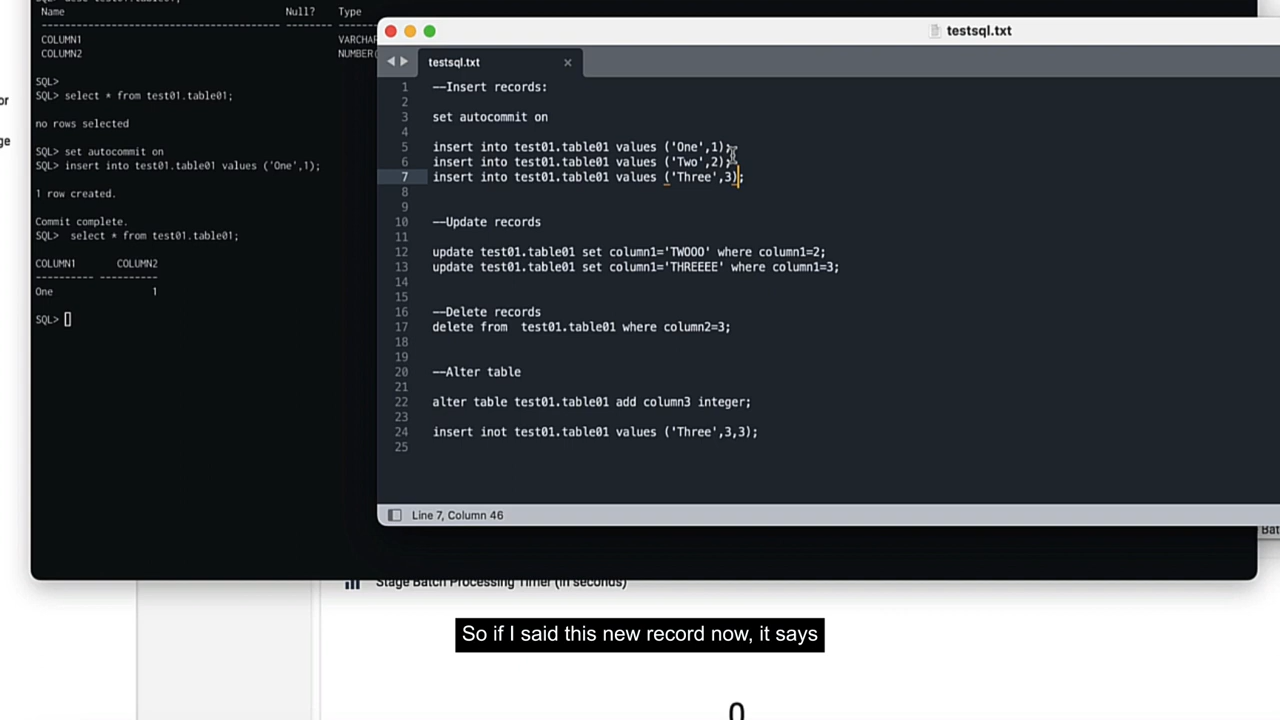 Name Null? Type
COLUMN1 VARCHAR
COLUMN2 NUMBER(
SQL>
SQL> select * from test01.table01;
no rows selected
SQL> set autocommit on
SQL> insert into test01.table01 values ('One',1);
1 row created.
Commit complete.
SQL>  select * from test01.table01;
COLUMN1 COLUMN2
One 1
SQL>
testsql.txt
testsql.txt
1 --Insert records:
2
3 set autocommit on
4
5 insert into test01.table01 values ('One',1);
6 insert into test01.table01 values ('Two',2);
7 insert into test01.table01 values ('Three',3);
8
9
10 --Update records
11
12 update test01.table01 set column1='TWOOO' where column1=2;
13 update test01.table01 set column1='THREEEE' where column1=3;
14
15
16 --Delete records
17 delete from  test01.table01 where column2=3;
18
19
20 --Alter table
21
22 alter table test01.table01 add column3 integer;
23
24 insert inot test01.table01 values ('Three',3,3);
25
Line 7, Column 46
or
ge
Bat
Stage Batch Processing Timer (in seconds)
So if I said this new record now, it says
0